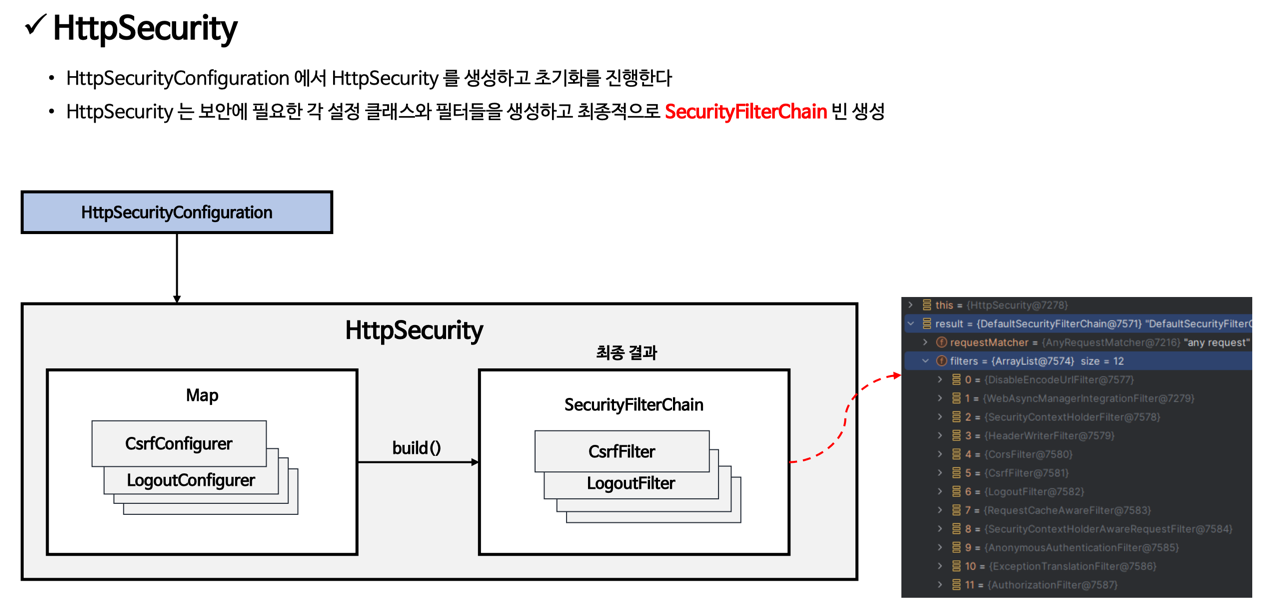 ✓ HttpSecurity
• HttpSecurityConfiguration 에서 HttpSecurity 를 생성하고 초기화를 진행한다
• HttpSecurity 는 보안에 필요한 각 설정 클래스와 필터들을 생성하고 최종적으로 SecurityFilterChain 빈 생성
HttpSecurityConfiguration
HttpSecurity
최종 결과
Map
CsrfConfigurer
LogoutConfigurer
build()
SecurityFilterChain
CsrfFilter
LogoutFilter
this = {HttpSecurity@7278}
result = {DefaultSecurityFilterChain@7571} "DefaultSecurityFilterC
requestMatcher = {AnyRequestMatcher@7216} "any request"
filters = {ArrayList@7574} size = 12
0 = {DisableEncodeUrlFilter@7577}
1 = {WebAsyncManagerIntegrationFilter@7279}
2 = {SecurityContextHolderFilter@7578}
3 = {HeaderWriterFilter@7579}
4 = {CorsFilter@7580}
5 = {CsrfFilter@7581}
6 = {LogoutFilter@7582}
7 = {RequestCacheAwareFilter@7583}
8 = {SecurityContextHolderAwareRequestFilter@7584}
9 = {AnonymousAuthenticationFilter@7585}
10 = {ExceptionTranslationFilter@7586}
11 = {AuthorizationFilter@7587}